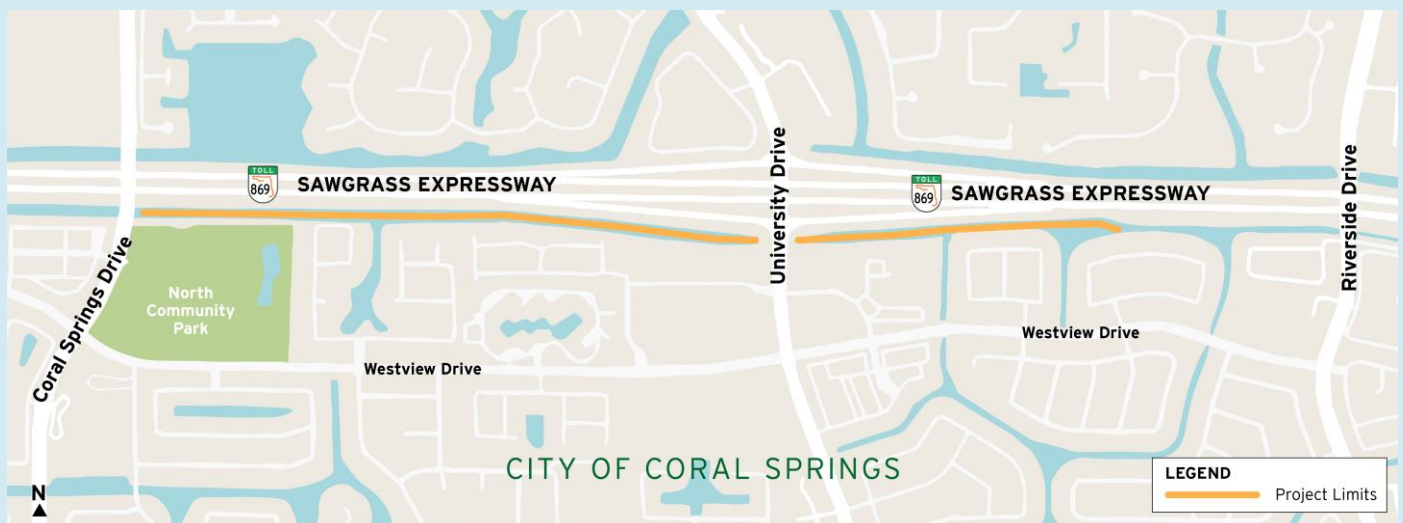 University Drive
TOLL
869
SAWGRASS EXPRESSWAY
TOLL
869
SAWGRASS EXPRESSWAY
Riverside Drive
Coral Springs Drive
North
Community
Park
Westview Drive
Westview Drive
CITY OF CORAL SPRINGS
N
LEGEND
Project Limits